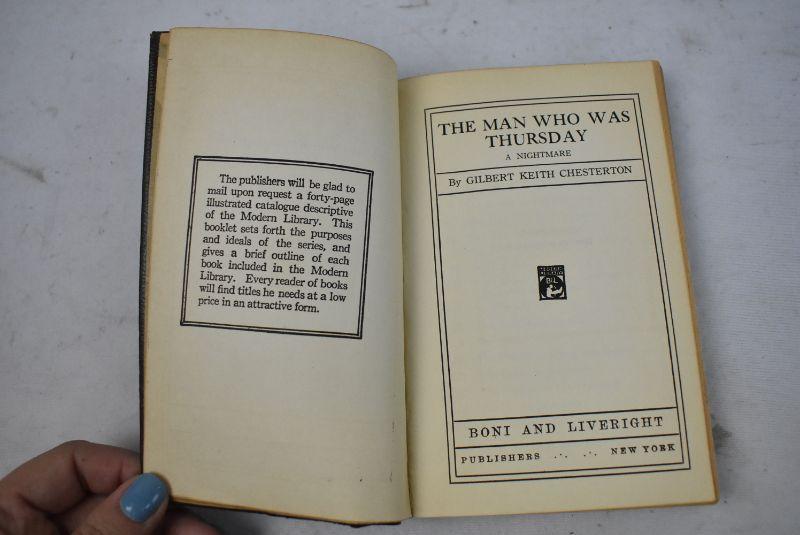 The publishers will be glad to
mail upon request a forty-page
illustrated catalogue descriptive
of the Modern Library. This
booklet sets forth the purposes
and ideals of the series, and
gives a brief outline of each
book included in the Modern
Library. Every reader of books
will find titles he needs at a low
price in an attractive form.
THE MAN WHO WAS
THURSDAY
A NIGHTMARE
By GILBERT KEITH CHESTERTON
MODERN
LIBRARY
B&L
BONI AND LIVERIGHT
PUBLISHERS ∴ ∴ NEW YORK